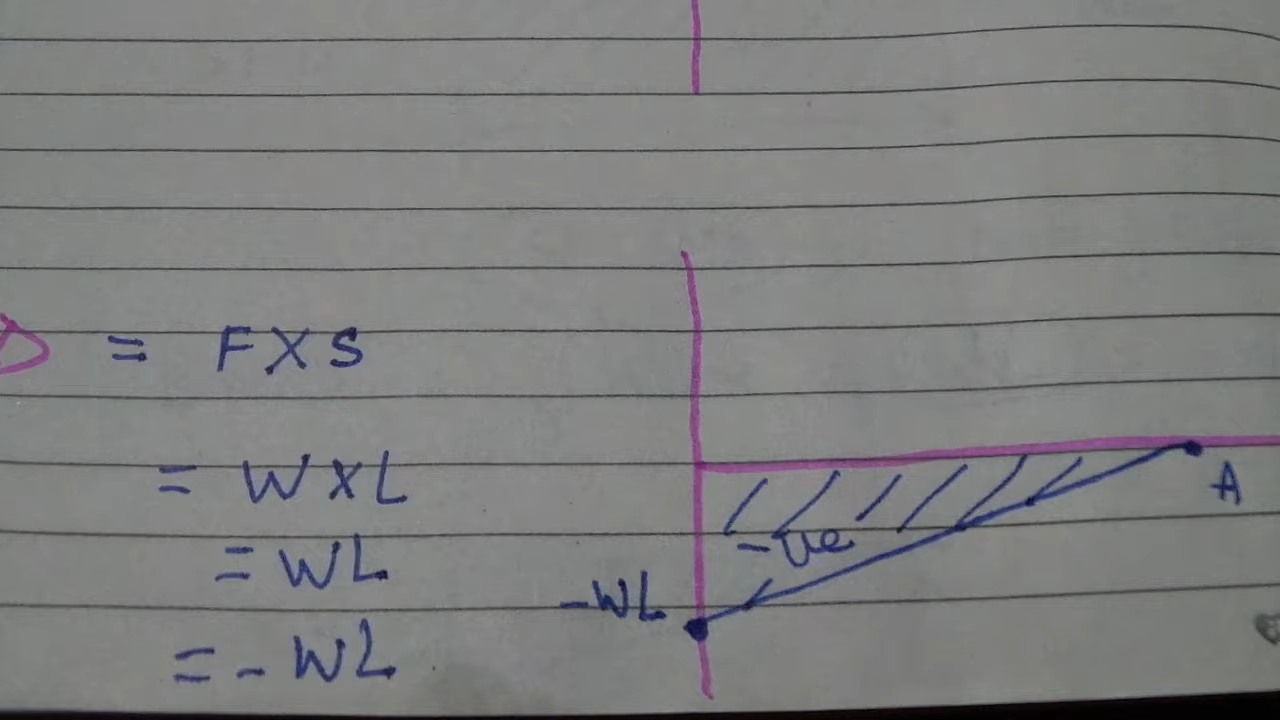 D = F X S
= W X L
= WL
= - WL
A
-ve
-WL